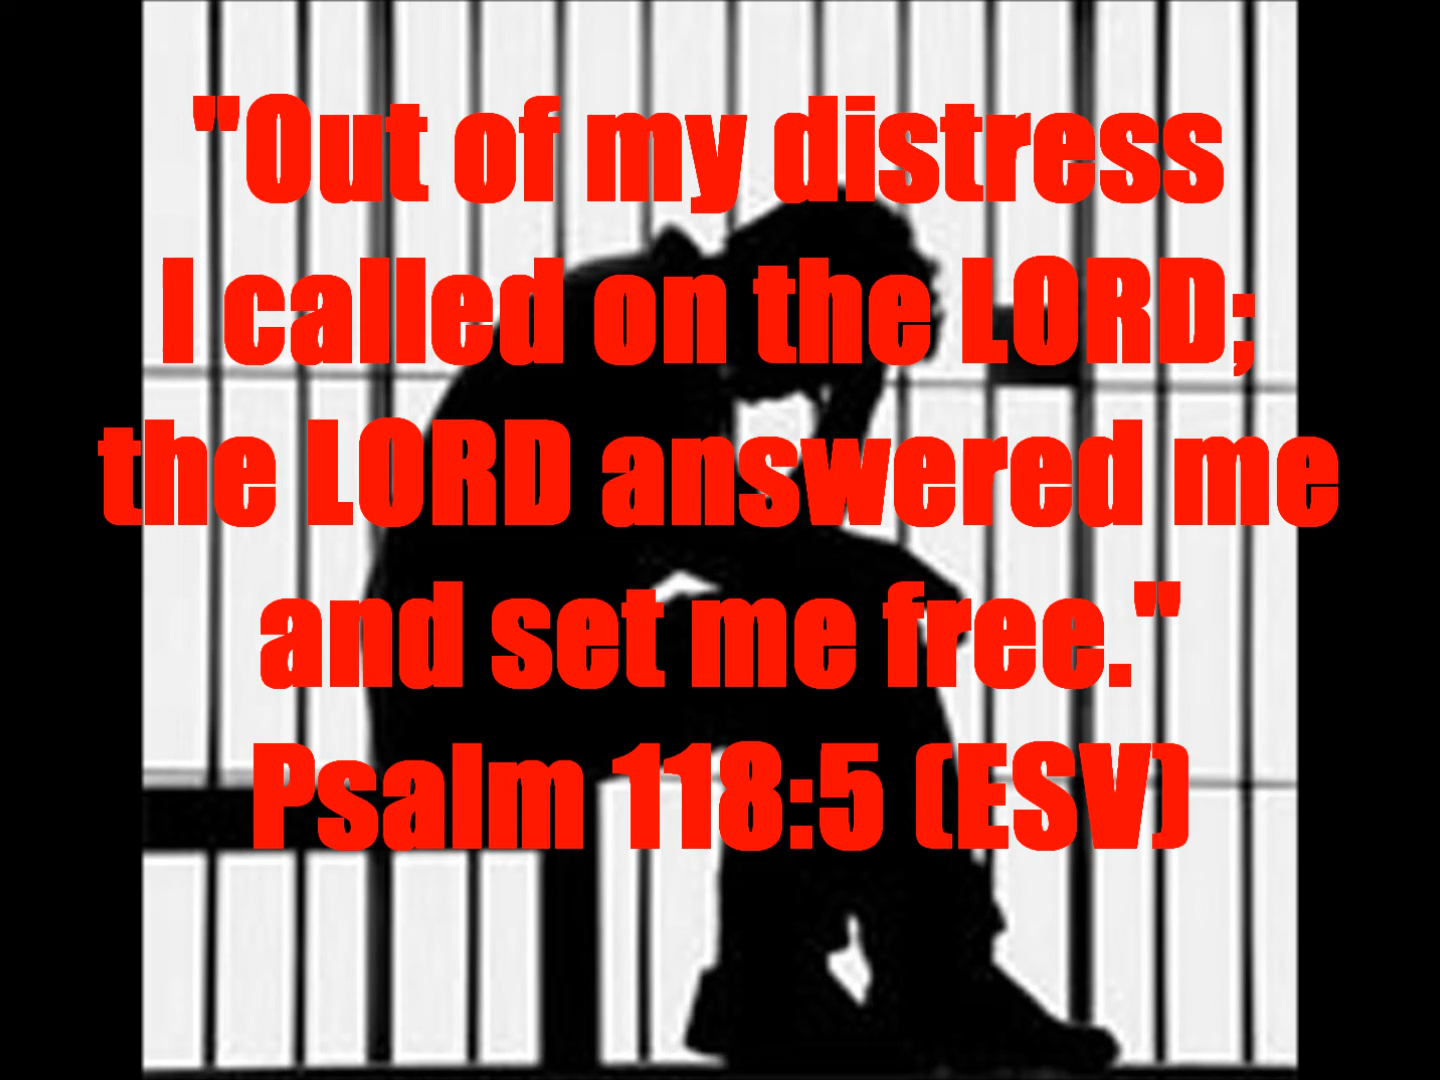 "Out of my distress
I called on the LORD;
the LORD answered me
and set me free."
Psalm 118:5 (ESV)